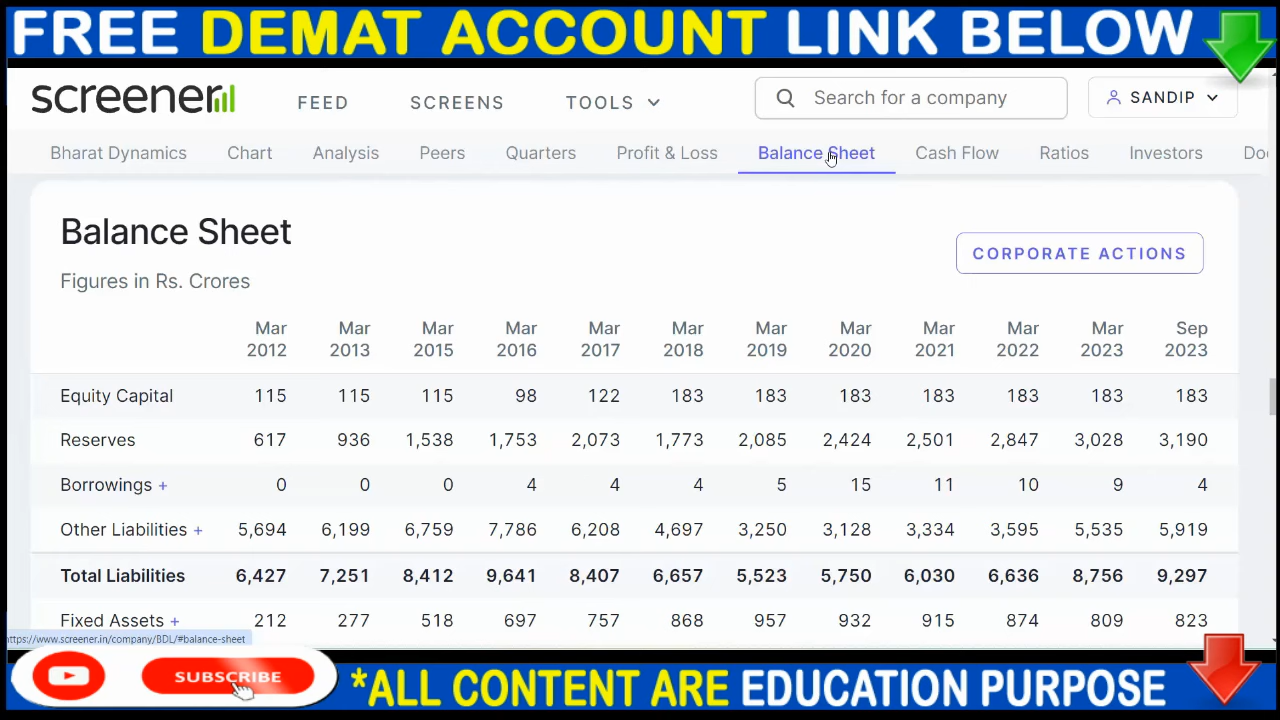 FREE DEMAT ACCOUNT LINK BELOW
screener
FEED SCREENS TOOLS Search for a company SANDIP
Bharat Dynamics Chart Analysis Peers Quarters Profit & Loss Balance Sheet Cash Flow Ratios Investors Doc
Balance Sheet
CORPORATE ACTIONS
Figures in Rs. Crores
Mar 2012 Mar 2013 Mar 2015 Mar 2016 Mar 2017 Mar 2018 Mar 2019 Mar 2020 Mar 2021 Mar 2022 Mar 2023 Sep 2023
Equity Capital 115 115 115 98 122 183 183 183 183 183 183 183
Reserves 617 936 1,538 1,753 2,073 1,773 2,085 2,424 2,501 2,847 3,028 3,190
Borrowings + 0 0 0 4 4 4 5 15 11 10 9 4
Other Liabilities + 5,694 6,199 6,759 7,786 6,208 4,697 3,250 3,128 3,334 3,595 5,535 5,919
Total Liabilities 6,427 7,251 8,412 9,641 8,407 6,657 5,523 5,750 6,030 6,636 8,756 9,297
Fixed Assets + 212 277 518 697 757 868 957 932 915 874 809 823
https://www.screener.in/company/BDL/#balance-sheet
SUBSCRIBE
*ALL CONTENT ARE EDUCATION PURPOSE